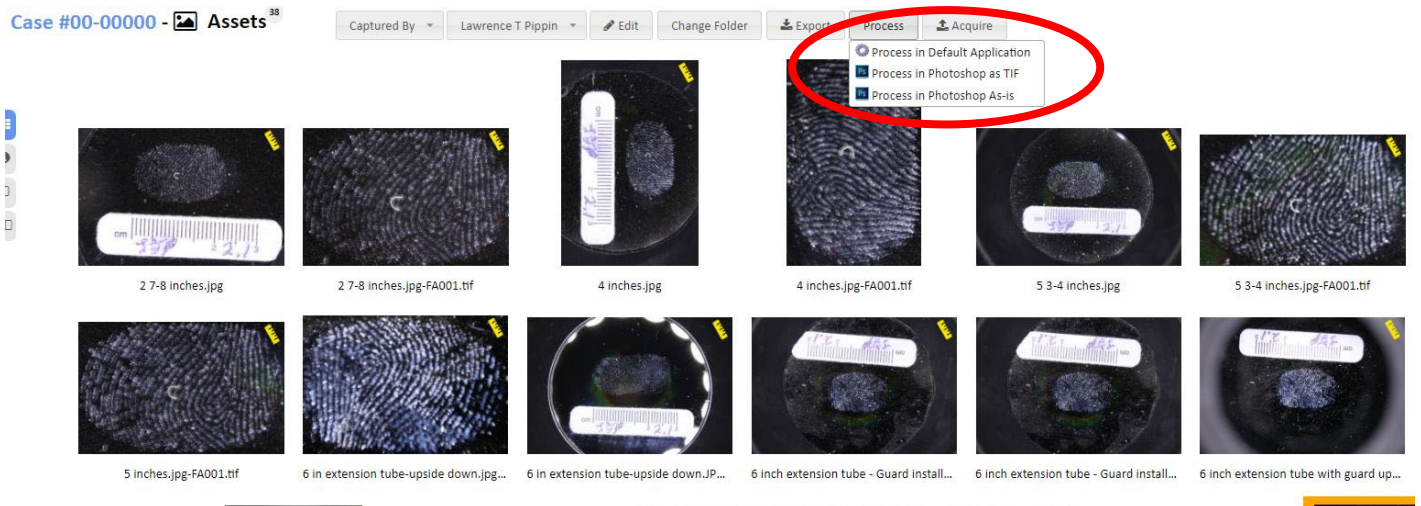 Case #00-00000 - Assets 38
Captured By Lawrence T Pippin Edit Change Folder Export Process Acquire
Process in Default Application
Process in Photoshop as TIF
Process in Photoshop As-is
2 7-8 inches.jpg 2 7-8 inches.jpg-FA001.tif 4 inches.jpg 4 inches.jpg-FA001.tif 5 3-4 inches.jpg 5 3-4 inches.jpg-FA001.tif
5 inches.jpg-FA001.tif 6 in extension tube-upside down.jpg... 6 in extension tube-upside down.JP... 6 inch extension tube - Guard install... 6 inch extension tube - Guard install... 6 inch extension tube with guard up...